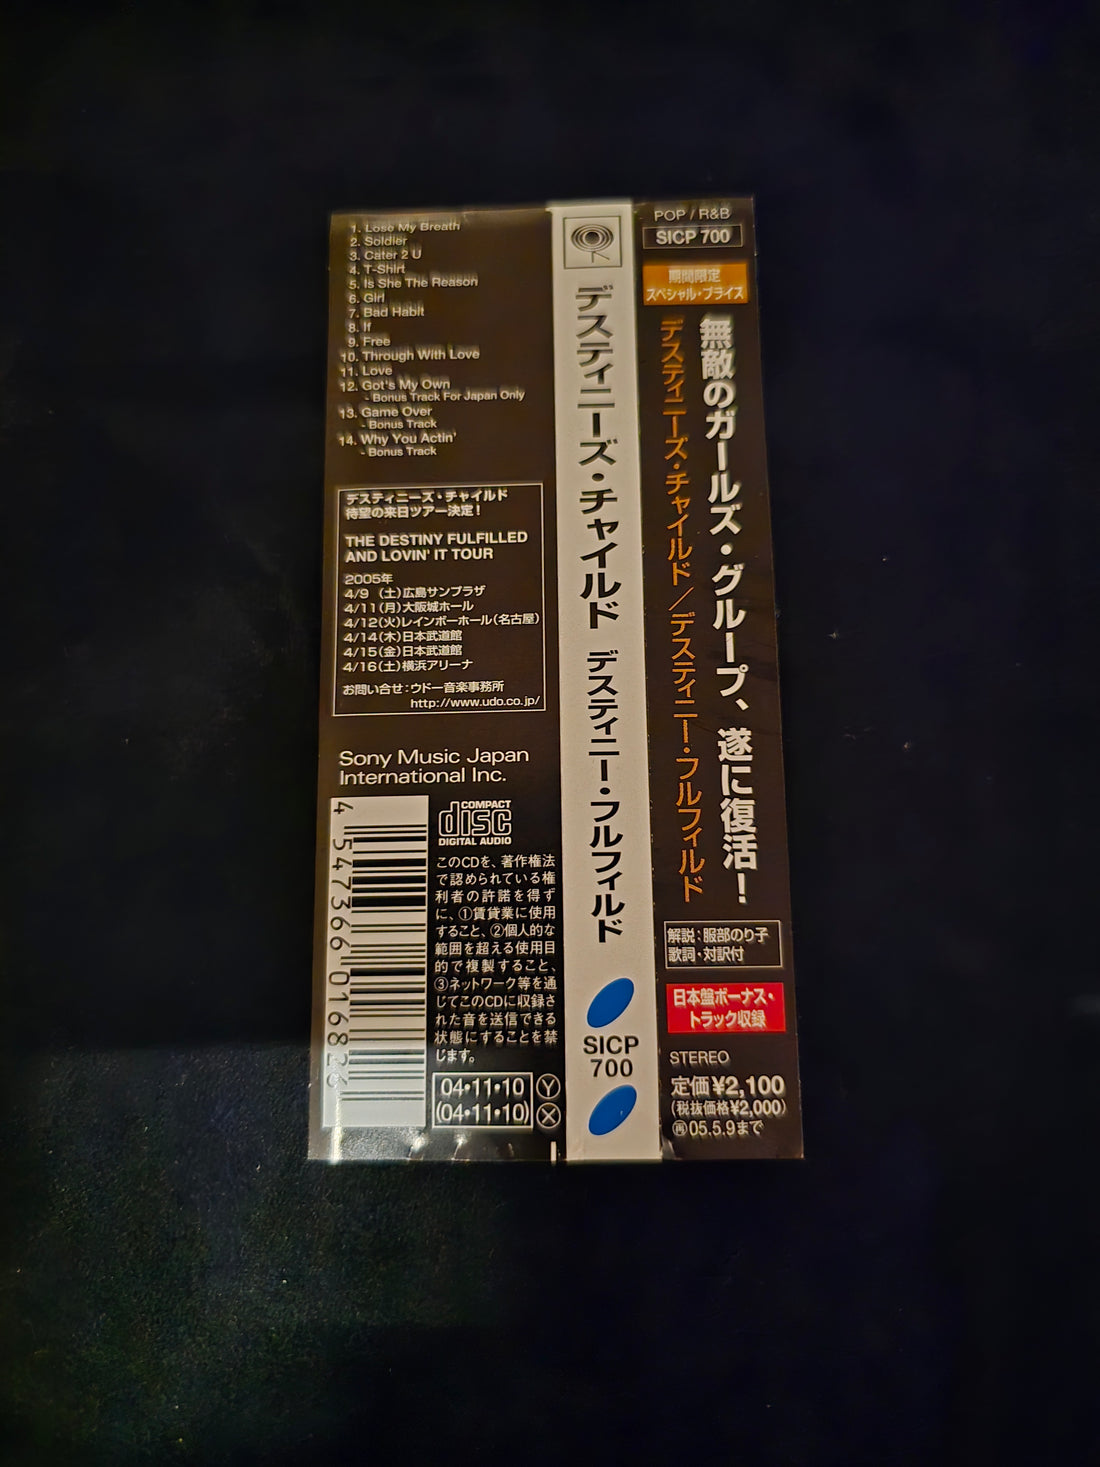 1. Lose My Breath
2. Soldier
3. Cater 2 U
4. T-Shirt
5. Is She The Reason
6. Girl
7. Bad Habit
8. If
9. Free
10. Through With Love
11. Love
12. Got's My Own
- Bonus Track For Japan Only
13. Game Over
- Bonus Track
14. Why You Actin'
- Bonus Track
デスティニーズ・チャイルド
待望の来日ツアー決定！
THE DESTINY FULFILLED
AND LOVIN' IT TOUR
2005年
4/9 （土）広島サンプラザ
4/11（月）大阪城ホール
4/12（火）レインボーホール（名古屋）
4/14（木）日本武道館
4/15（金）日本武道館
4/16（土）横浜アリーナ
お問い合せ：ウドー音楽事務所
http://www.udo.co.jp/
Sony Music Japan
International Inc.
4 547366 016826
COMPACT
disc
DIGITAL AUDIO
このCDを、著作権法
で認められている権
利者の許諾を得ず
に、①賃貸業に使用
すること、②個人的な
範囲を超える使用目
的で複製すること、
③ネットワーク等を通
じてこのCDに収録さ
れた音を送信できる
状態にすることを禁
じます。
04・11・10 Ⓨ
(04・11・10) Ⓧ
デスティニーズ・チャイルド デスティニー・フルフィルド
SICP
700
POP / R&B
SICP 700
期間限定
スペシャル・プライス
無敵のガールズ・グループ、遂に復活！
デスティニーズ・チャイルド／デスティニー・フルフィルド
解説：服部のり子
歌詞・対訳付
日本盤ボーナス・
トラック収録
STEREO
定価¥2,100
(税抜価格¥2,000)
㊢05.5.9まで